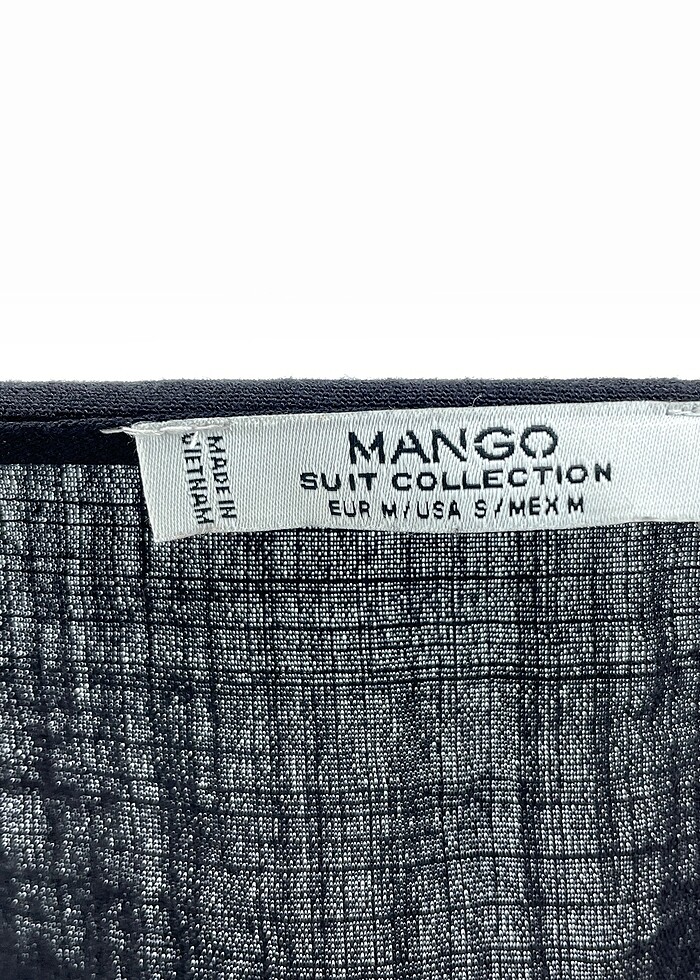 MANGO
SUIT COLLECTION
EUR M/USA S/MEX M
MADE IN
VIETNAM